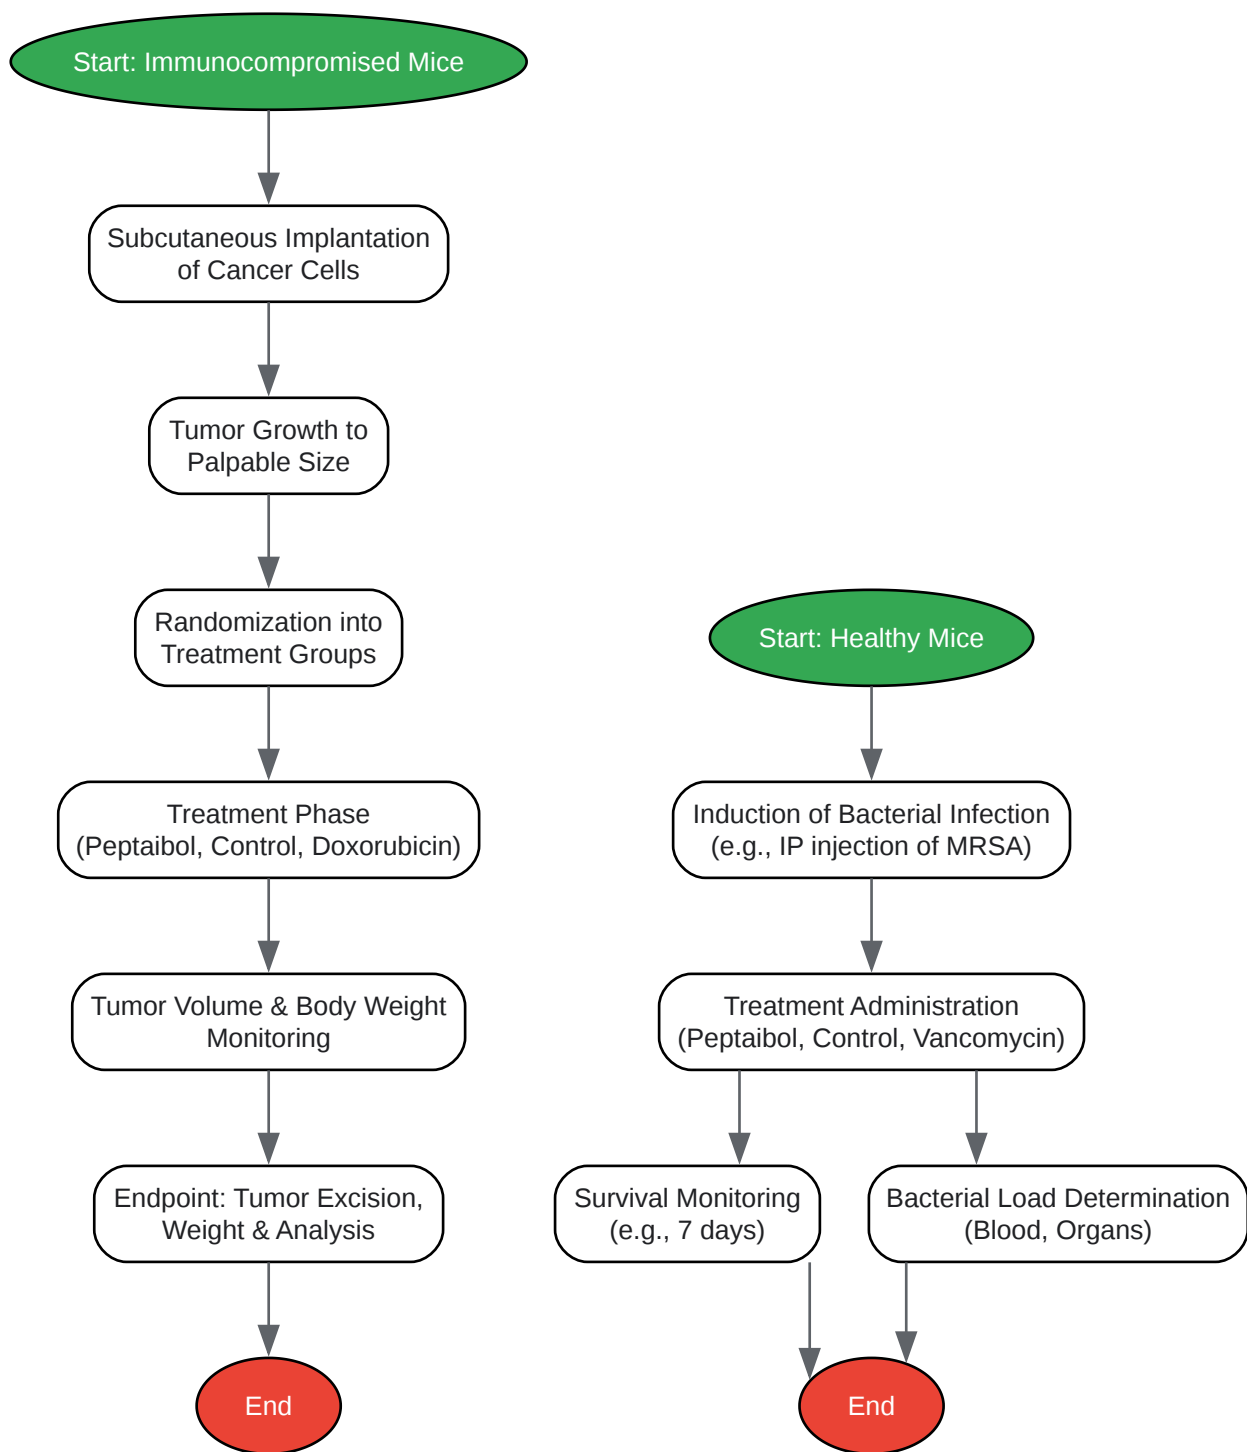 Start: Immunocompromised Mice
Subcutaneous Implantation
of Cancer Cells
Tumor Growth to
Palpable Size
Randomization into
Treatment Groups
Treatment Phase
(Peptaibol, Control, Doxorubicin)
Tumor Volume & Body Weight
Monitoring
Endpoint: Tumor Excision,
Weight & Analysis
End
Start: Healthy Mice
Induction of Bacterial Infection
(e.g., IP injection of MRSA)
Treatment Administration
(Peptaibol, Control, Vancomycin)
Survival Monitoring
(e.g., 7 days)
Bacterial Load Determination
(Blood, Organs)
End